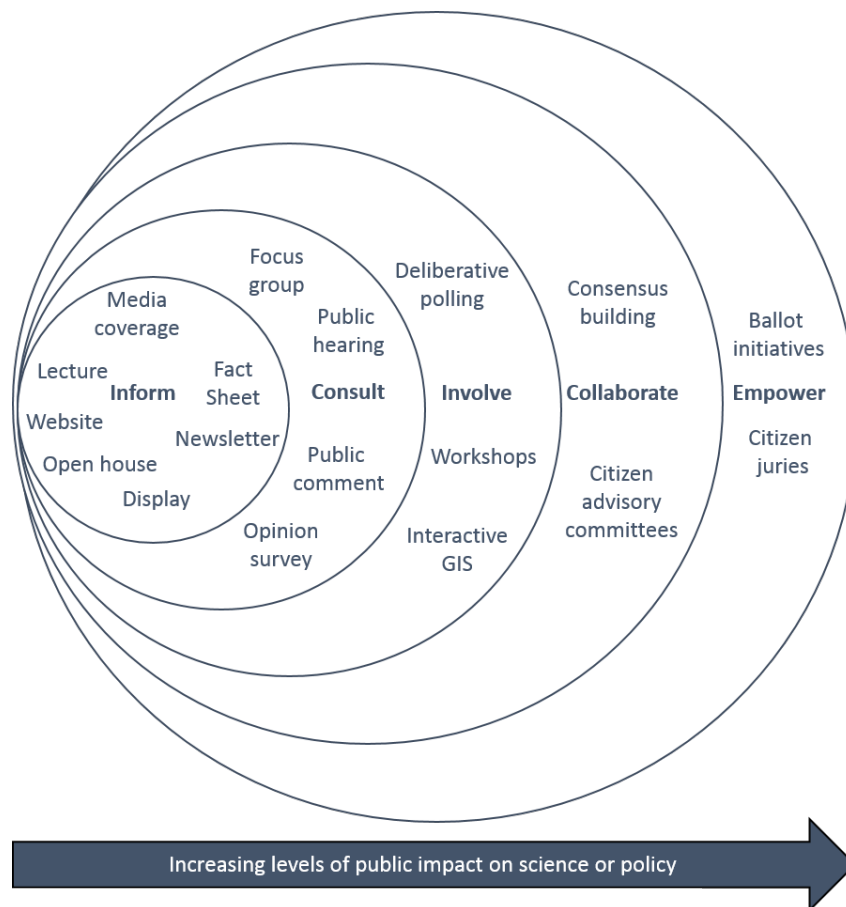 Media
coverage
Lecture
Fact
Sheet
Inform
Website
Newsletter
Open house
Display
Focus
group
Public
hearing
Consult
Public
comment
Opinion
survey
Deliberative
polling
Involve
Workshops
Interactive
GIS
Consensus
building
Collaborate
Citizen
advisory
committees
Ballot
initiatives
Empower
Citizen
juries
Increasing levels of public impact on science or policy